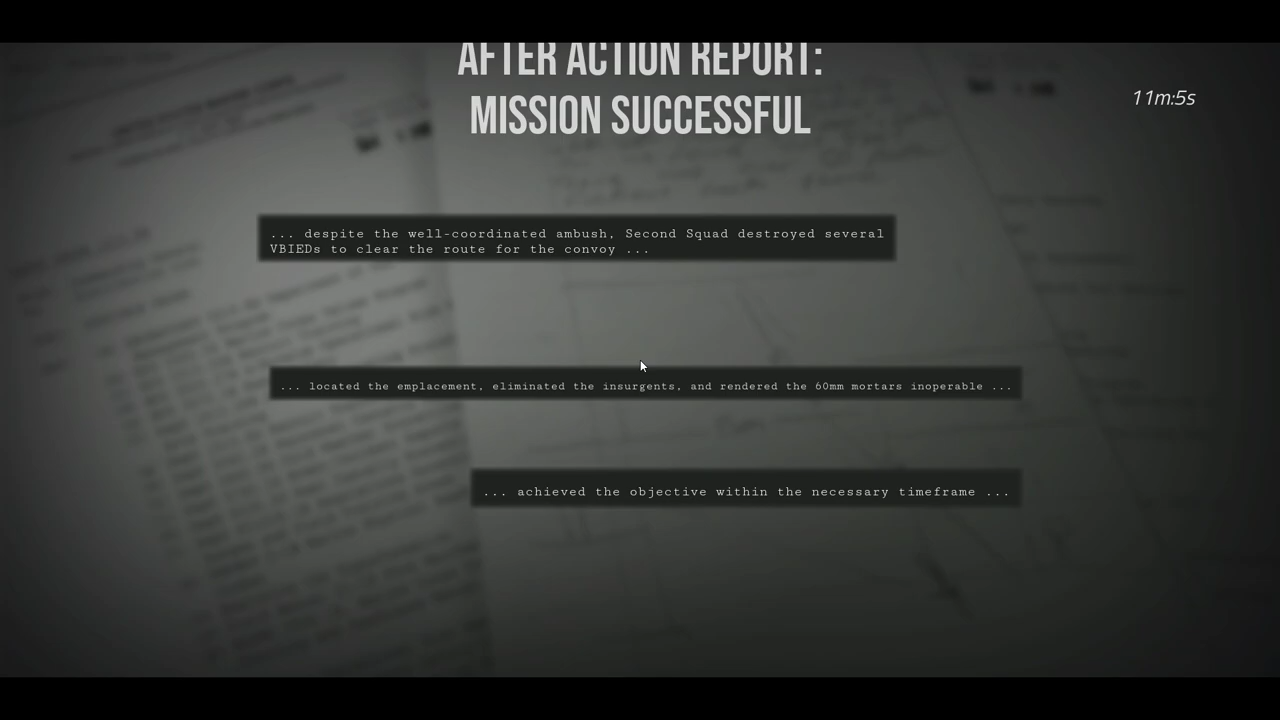 AFTER ACTION REPORT:
MISSION SUCCESSFUL
11m:5s
... despite the well-coordinated ambush, Second Squad destroyed several
VBIEDs to clear the route for the convoy ...
... located the emplacement, eliminated the insurgents, and rendered the 60mm mortars inoperable ...
... achieved the objective within the necessary timeframe ...